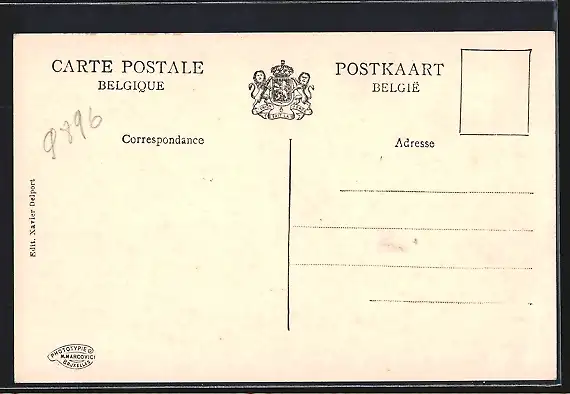 CARTE POSTALE
BELGIQUE
POSTKAART
BELGIË
9896
Correspondance
Adresse
Edit. Xavier Delport
PHOTOTYPIE
M.MARCOVICI
BRUXELLES